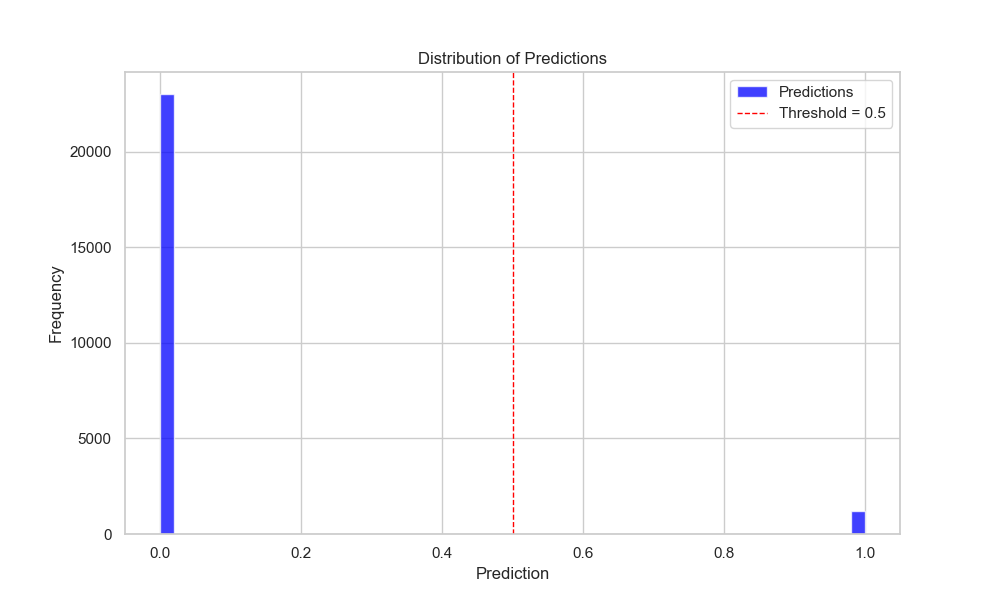 Distribution of Predictions
Predictions
Threshold = 0.5
20000
15000
10000
5000
0
Frequency
0.0 0.2 0.4 0.6 0.8 1.0
Prediction